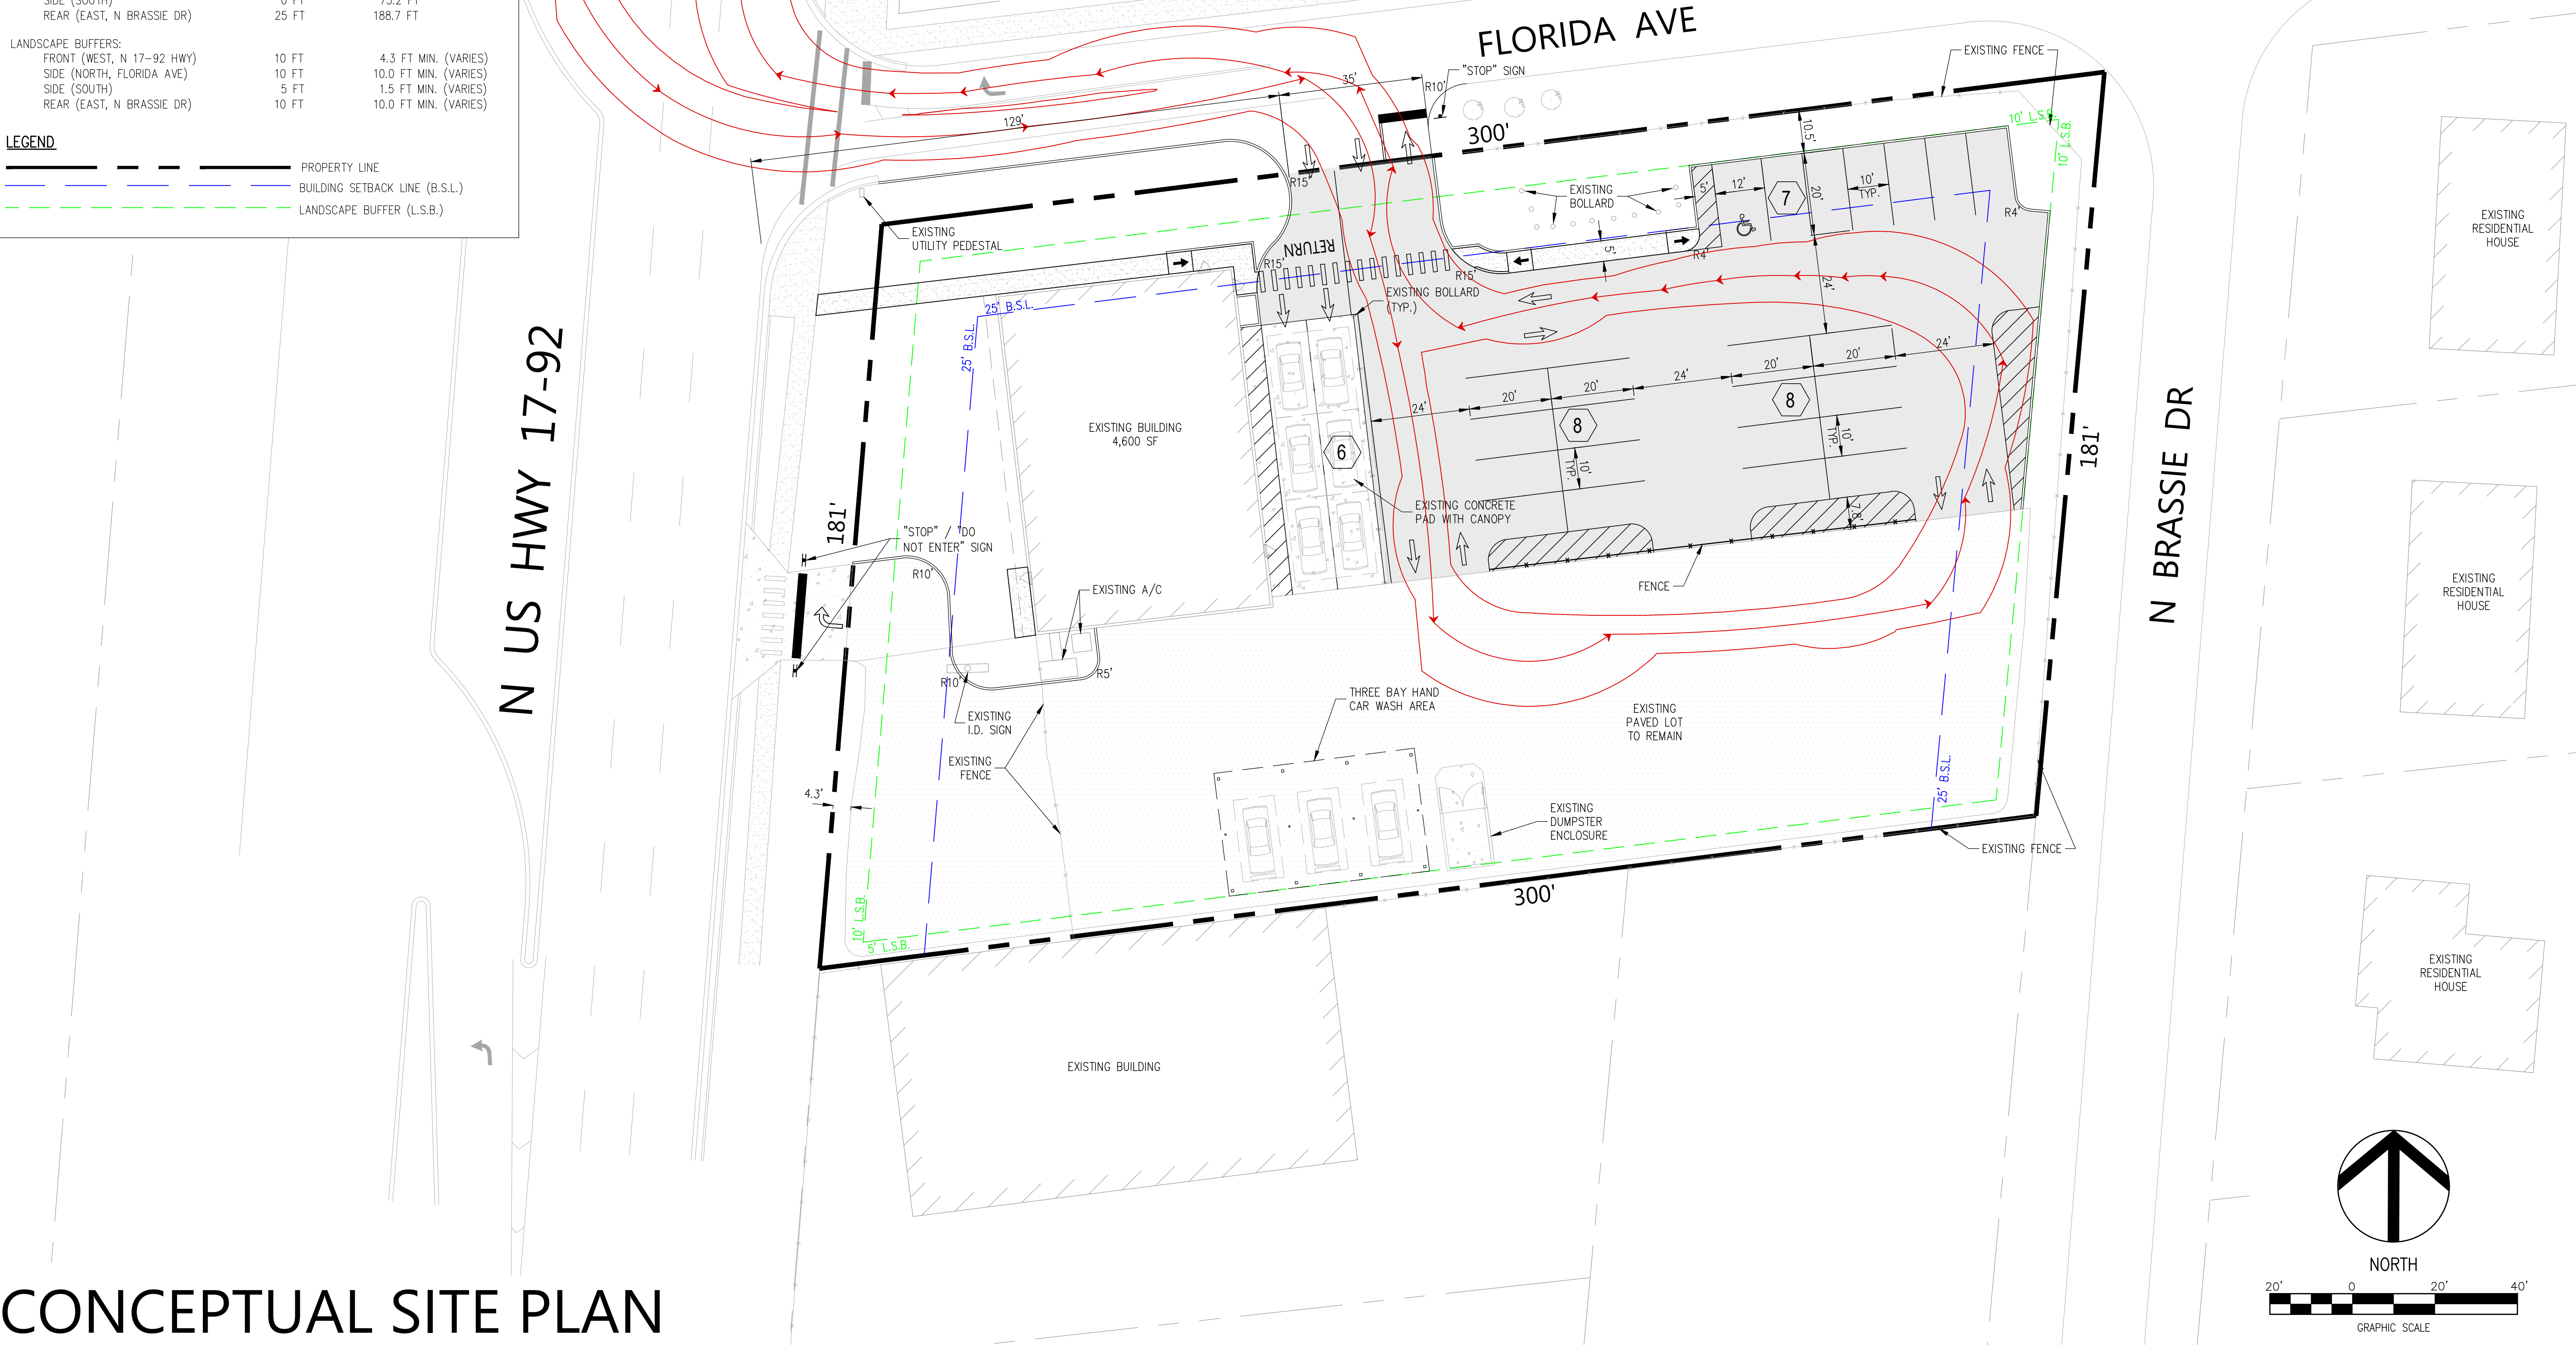 SIDE (SOUTH) 0 FT 75.2 FT
REAR (EAST, N BRASSIE DR) 25 FT 188.7 FT
LANDSCAPE BUFFERS:
FRONT (WEST, N 17-92 HWY) 10 FT 4.3 FT MIN. (VARIES)
SIDE (NORTH, FLORIDA AVE) 10 FT 10.0 FT MIN. (VARIES)
SIDE (SOUTH) 5 FT 1.5 FT MIN. (VARIES)
REAR (EAST, N BRASSIE DR) 10 FT 10.0 FT MIN. (VARIES)
LEGEND
PROPERTY LINE
BUILDING SETBACK LINE (B.S.L.)
LANDSCAPE BUFFER (L.S.B.)
FLORIDA AVE
"STOP" SIGN
EXISTING FENCE
35'
R10'
129'
300'
10.5'
10' L.S.B.
10' L.S.B.
R15'
EXISTING
BOLLARD
5'
12'
7
20'
10'
TYP.
R4'
EXISTING
UTILITY PEDESTAL
RETURN
R15'
R15'
5'
R4'
24'
EXISTING BOLLARD
(TYP.)
25' B.S.L.
25' B.S.L.
EXISTING BUILDING
4,600 SF
6
24'
20'
20'
24'
20'
20'
24'
8
8
10'
TYP.
10'
TYP.
7.8'
EXISTING CONCRETE
PAD WITH CANOPY
FENCE
N US HWY 17-92
181'
181'
N BRASSIE DR
"STOP" / "DO
NOT ENTER" SIGN
R10'
EXISTING A/C
R10'
R5'
EXISTING
I.D. SIGN
EXISTING
FENCE
4.3'
THREE BAY HAND
CAR WASH AREA
EXISTING
PAVED LOT
TO REMAIN
EXISTING
DUMPSTER
ENCLOSURE
25' B.S.L.
EXISTING FENCE
10' L.S.B.
5' L.S.B.
300'
EXISTING BUILDING
EXISTING
RESIDENTIAL
HOUSE
EXISTING
RESIDENTIAL
HOUSE
EXISTING
RESIDENTIAL
HOUSE
NORTH
20' 0 20' 40'
GRAPHIC SCALE
CONCEPTUAL SITE PLAN